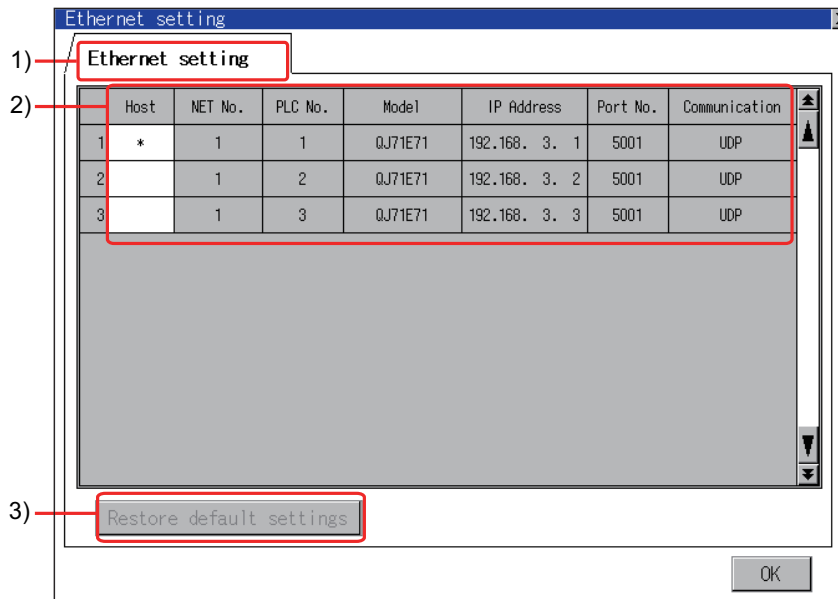 Ethernet setting
1) Ethernet setting
2) Host NET No. PLC No. Model IP Address Port No. Communication
1 * 1 1 QJ71E71 192.168. 3. 1 5001 UDP
2 1 2 QJ71E71 192.168. 3. 2 5001 UDP
3 1 3 QJ71E71 192.168. 3. 3 5001 UDP
3) Restore default settings
OK